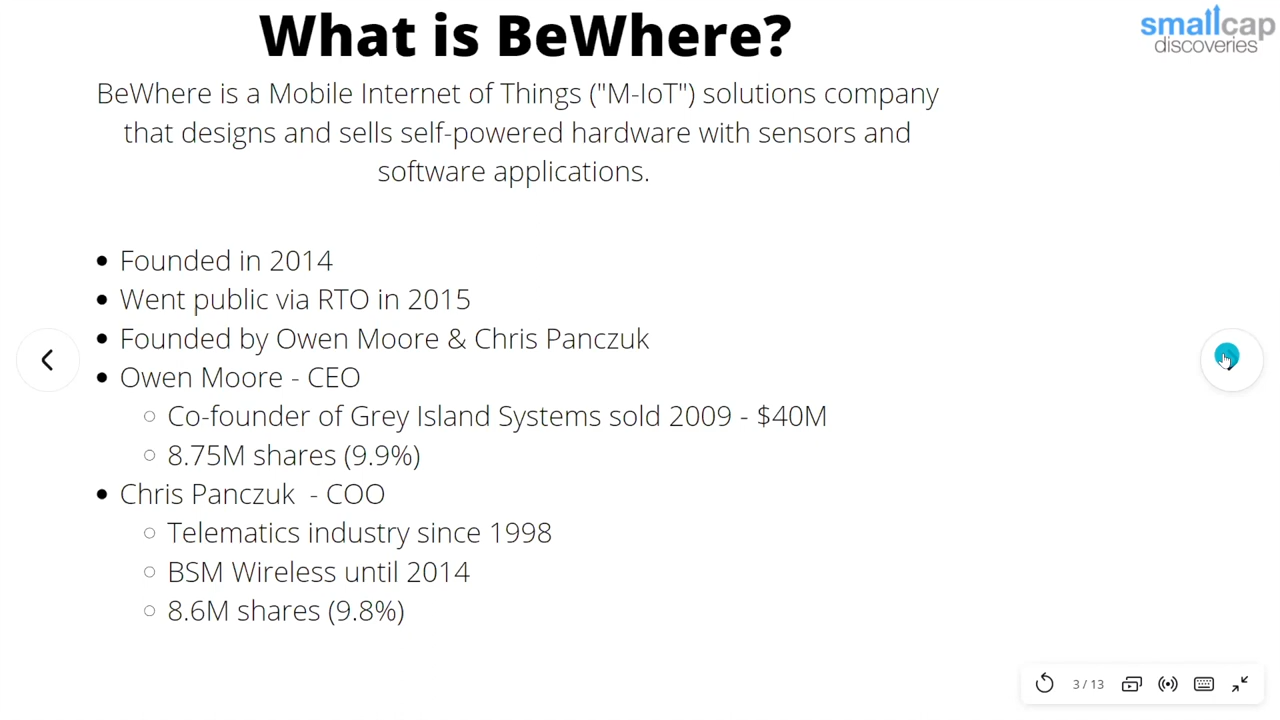 What is BeWhere?
smallcap
discoveries
BeWhere is a Mobile Internet of Things ("M-IoT") solutions company
that designs and sells self-powered hardware with sensors and
software applications.
Founded in 2014
Went public via RTO in 2015
Founded by Owen Moore & Chris Panczuk
Owen Moore - CEO
Co-founder of Grey Island Systems sold 2009 - $40M
8.75M shares (9.9%)
Chris Panczuk - COO
Telematics industry since 1998
BSM Wireless until 2014
8.6M shares (9.8%)
3 / 13